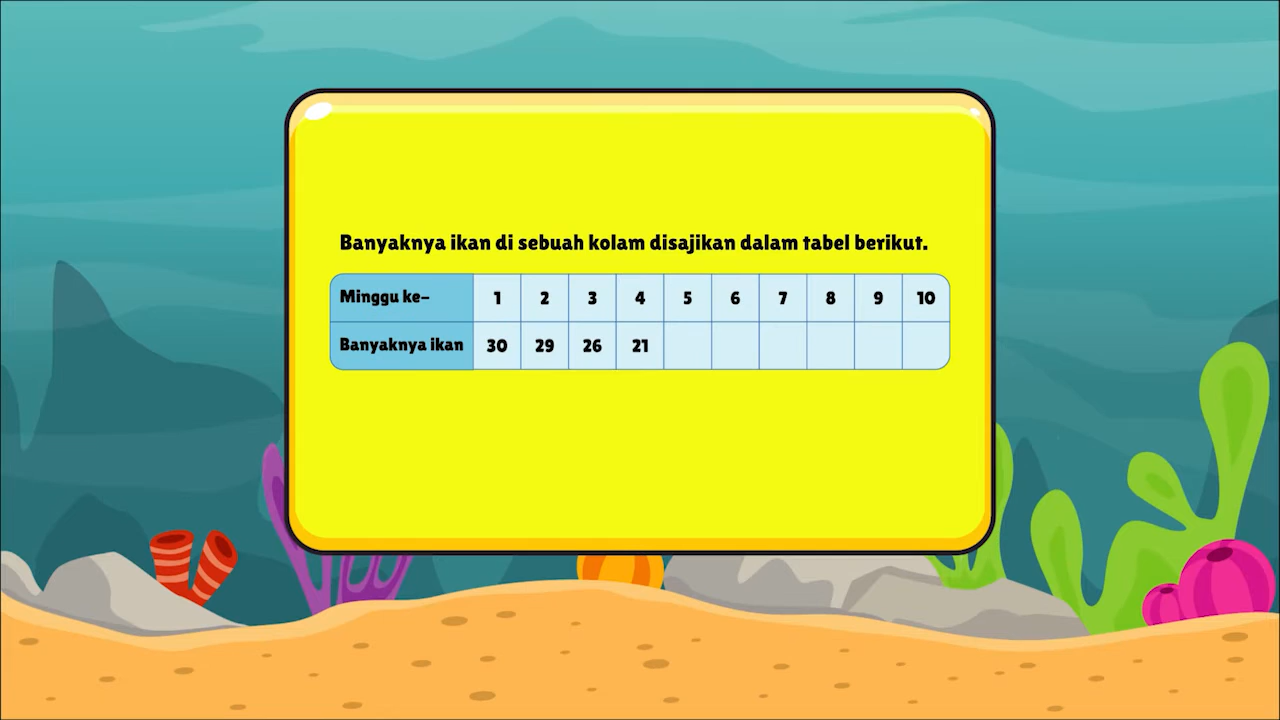 Banyaknya ikan di sebuah kolam disajikan dalam tabel berikut.
Minggu ke- 1 2 3 4 5 6 7 8 9 10
Banyaknya ikan 30 29 26 21